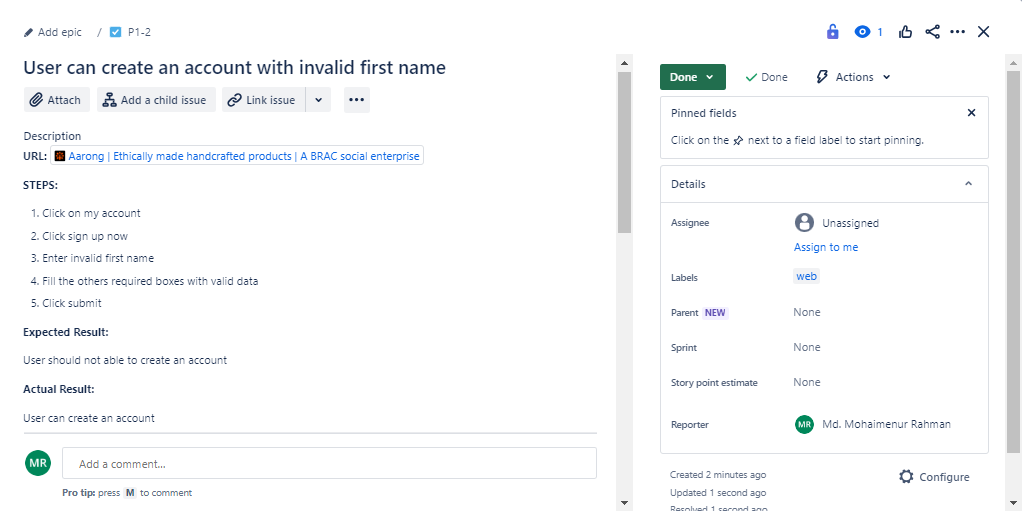 Add epic / P1-2
1
User can create an account with invalid first name
Attach Add a child issue Link issue
Description
URL: Aarong | Ethically made handcrafted products | A BRAC social enterprise
STEPS:
1. Click on my account
2. Click sign up now
3. Enter invalid first name
4. Fill the others required boxes with valid data
5. Click submit
Expected Result:
User should not able to create an account
Actual Result:
User can create an account
MR Add a comment...
Pro tip: press M to comment
Done Done Actions
Pinned fields
Click on the next to a field label to start pinning.
Details
Assignee Unassigned
Assign to me
Labels web
Parent NEW None
Sprint None
Story point estimate None
Reporter MR Md. Mohaimenur Rahman
Created 2 minutes ago Configure
Updated 1 second ago
Resolved 1 second ago